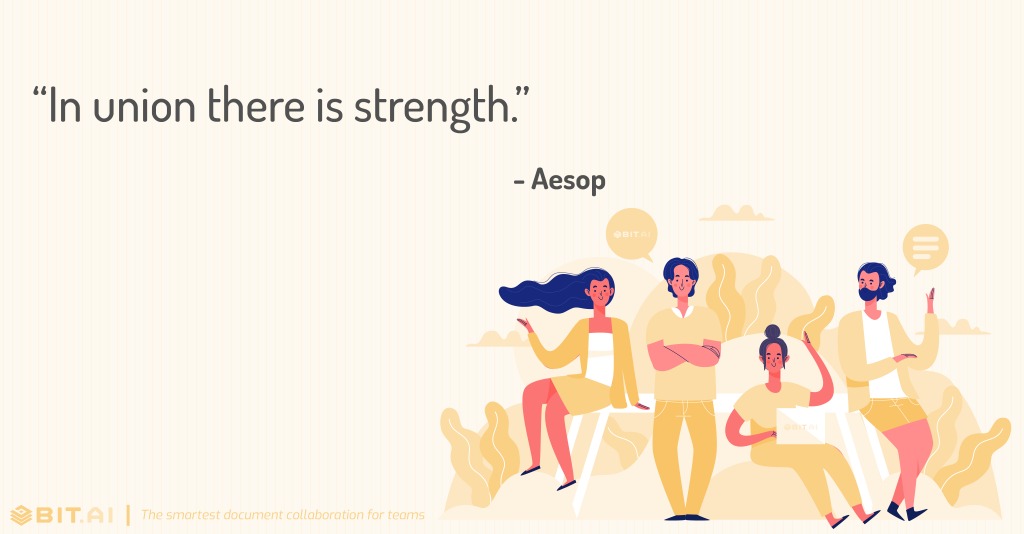 “In union there is strength.”
- Aesop
BIT.AI
BIT.AI
BIT.AI | The smartest document collaboration for teams